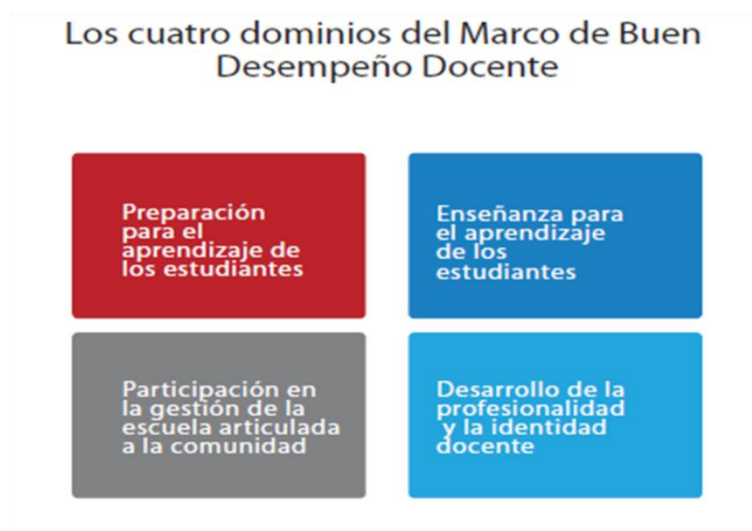 Los cuatro dominios del Marco de Buen
Desempeño Docente
Preparación
para el
aprendizaje de
los estudiantes
Enseñanza para
el aprendizaje
de los
estudiantes
Participación en
la gestión de la
escuela articulada
a la comunidad
Desarrollo de la
profesionalidad
y la identidad
docente